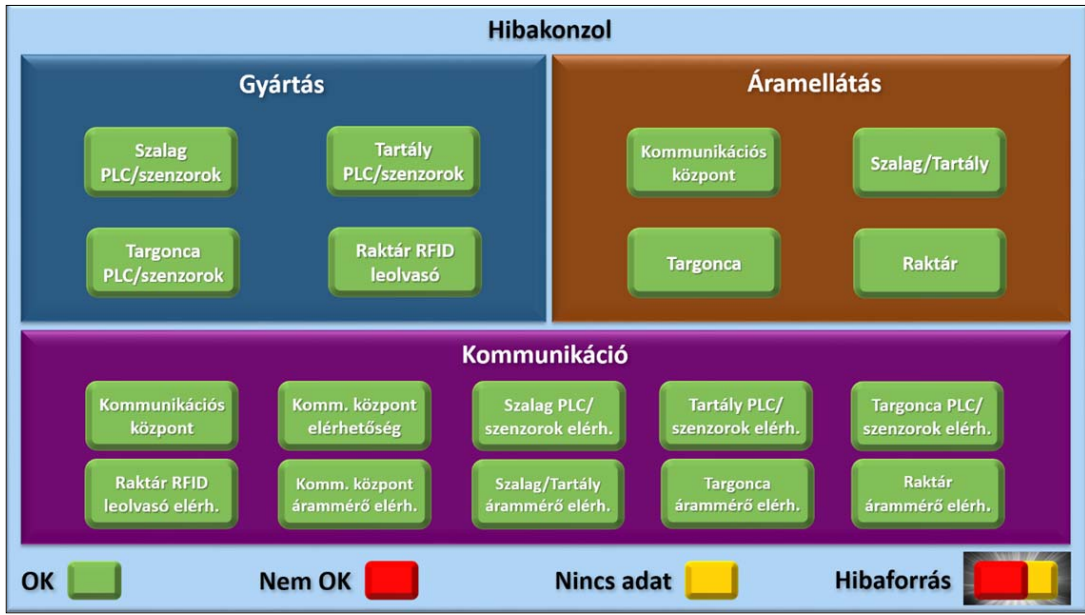 Hibakonzol
Gyártás
Szalag
PLC/szenzorok
Tartály
PLC/szenzorok
Targonca
PLC/szenzorok
Raktár RFID
leolvasó
Áramellátás
Kommunikációs
központ
Szalag/Tartály
Targonca
Raktár
Kommunikáció
Kommunikációs
központ
Komm. központ
elérhetőség
Szalag PLC/
szenzorok elérh.
Tartály PLC/
szenzorok elérh.
Targonca PLC/
szenzorok elérh.
Raktár RFID
leolvasó elérh.
Komm. központ
árammérő elérh.
Szalag/Tartály
árammérő elérh.
Targonca
árammérő elérh.
Raktár
árammérő elérh.
OK
Nem OK
Nincs adat
Hibaforrás